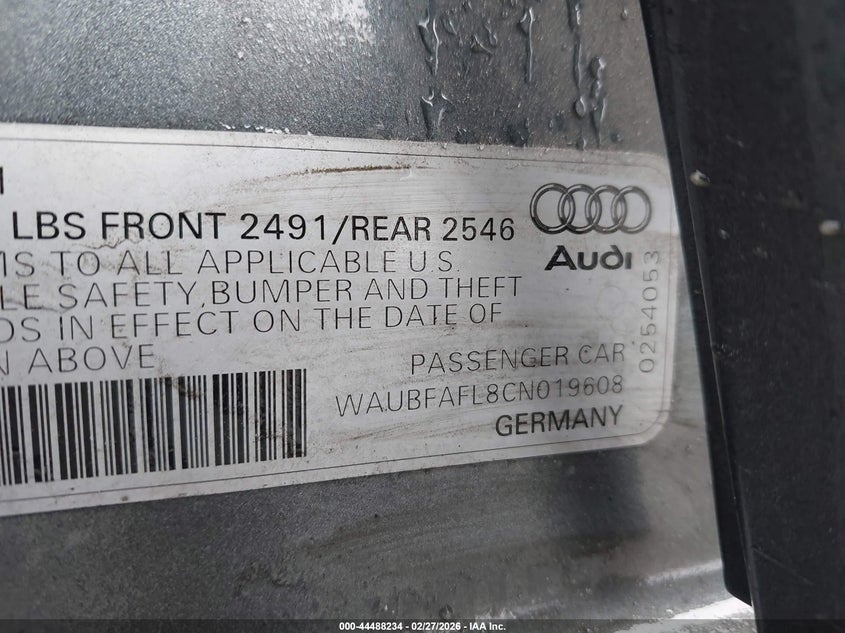 LBS FRONT 2491/REAR 2546
MS TO ALL APPLICABLE U.S.
LE SAFETY, BUMPER AND THEFT
DS IN EFFECT ON THE DATE OF
N ABOVE
Audi
0254053
PASSENGER CAR
WAUBFAFL8CN019608
GERMANY
000-44488234 — 02/27/2026 — © IAA Inc.